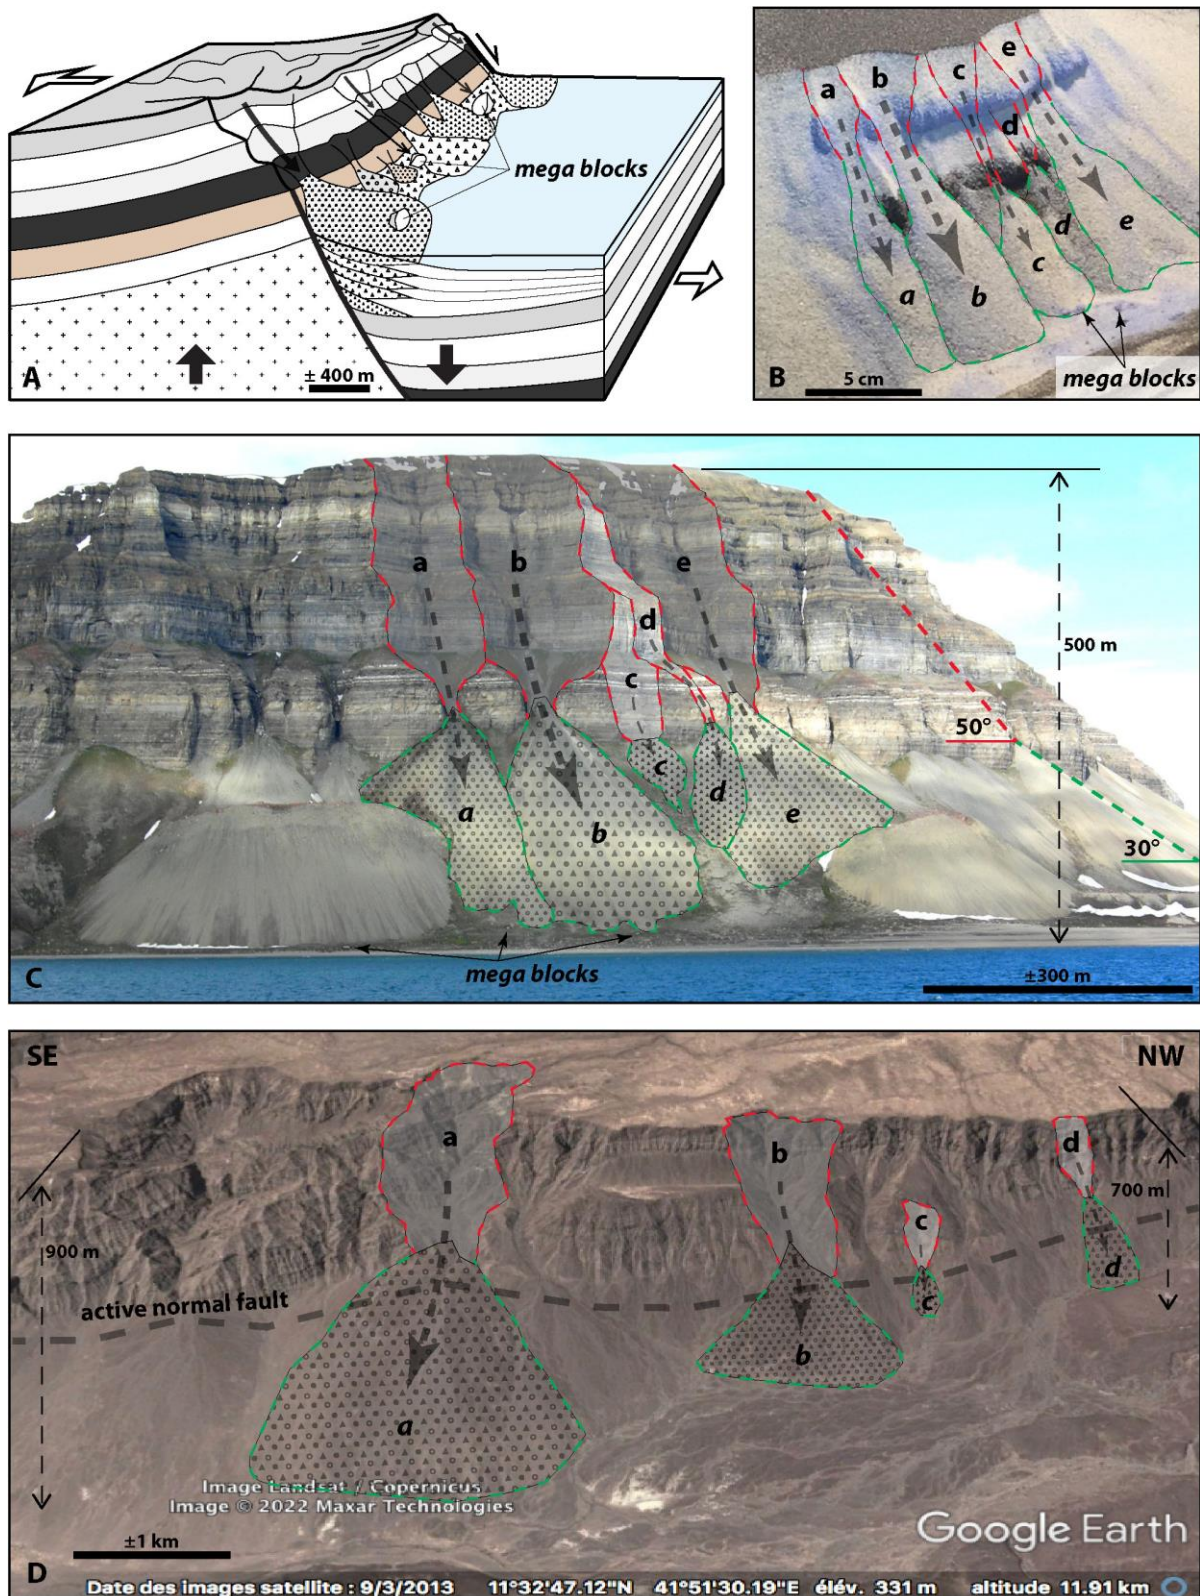 mega blocks
A
± 400 m
a
b
c
e
d
a
b
c
d
e
B
5 cm
mega blocks
a
b
e
d
c
500 m
50°
30°
a
b
c
d
e
mega blocks
C
±300 m
SE
NW
a
b
c
d
900 m
700 m
active normal fault
a
b
c
d
Image Landsat / Copernicus
Image © 2022 Maxar Technologies
±1 km
Google Earth
D
Date des images satellite : 9/3/2013 11°32'47.12"N 41°51'30.19"E élév. 331 m altitude 11.91 km